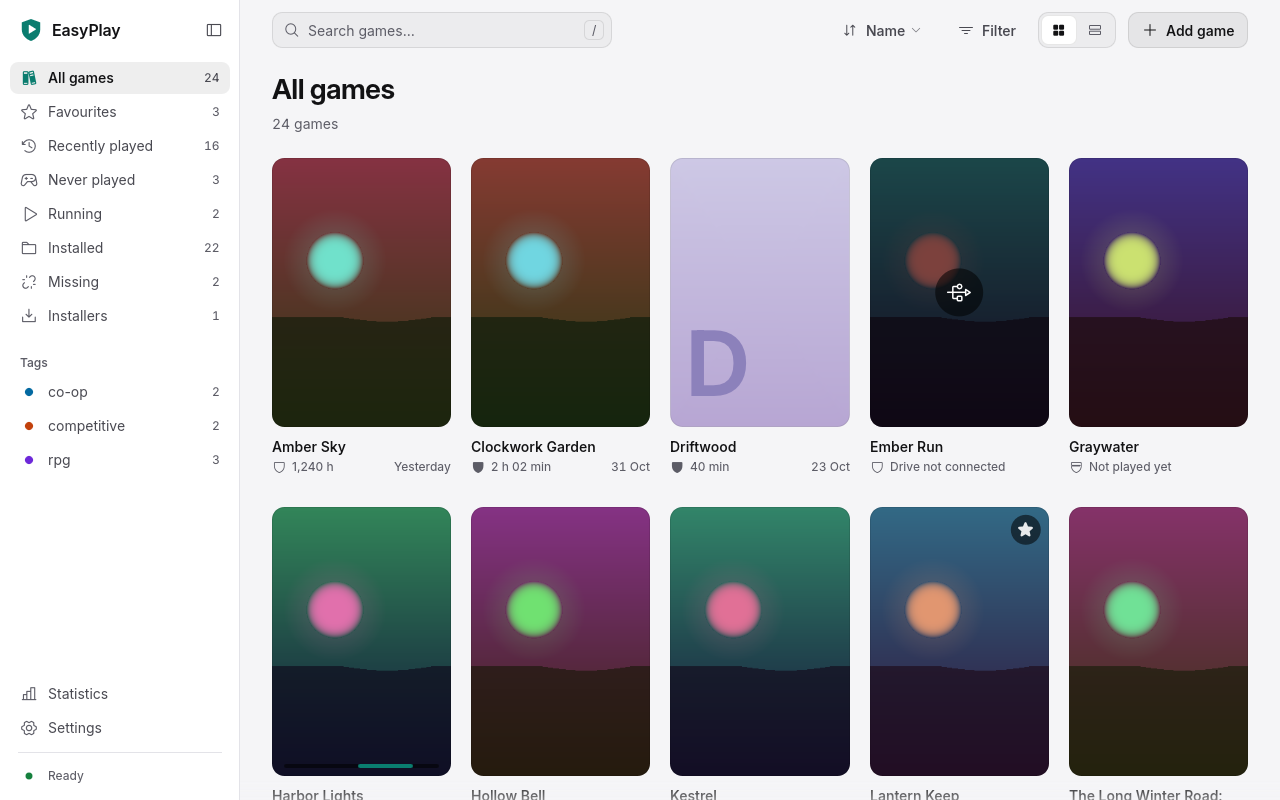 EasyPlay
Search games...
/
Name
Filter
Add game
All games 24
Favourites 3
Recently played 16
Never played 3
Running 2
Installed 22
Missing 2
Installers 1
Tags
co-op 2
competitive 2
rpg 3
Statistics
Settings
Ready
All games
24 games
D
Amber Sky
1,240 h Yesterday
Clockwork Garden
2 h 02 min 31 Oct
Driftwood
40 min 23 Oct
Ember Run
Drive not connected
Graywater
Not played yet
Harbor Lights
Hollow Bell
Kestrel
Lantern Keep
The Long Winter Road: